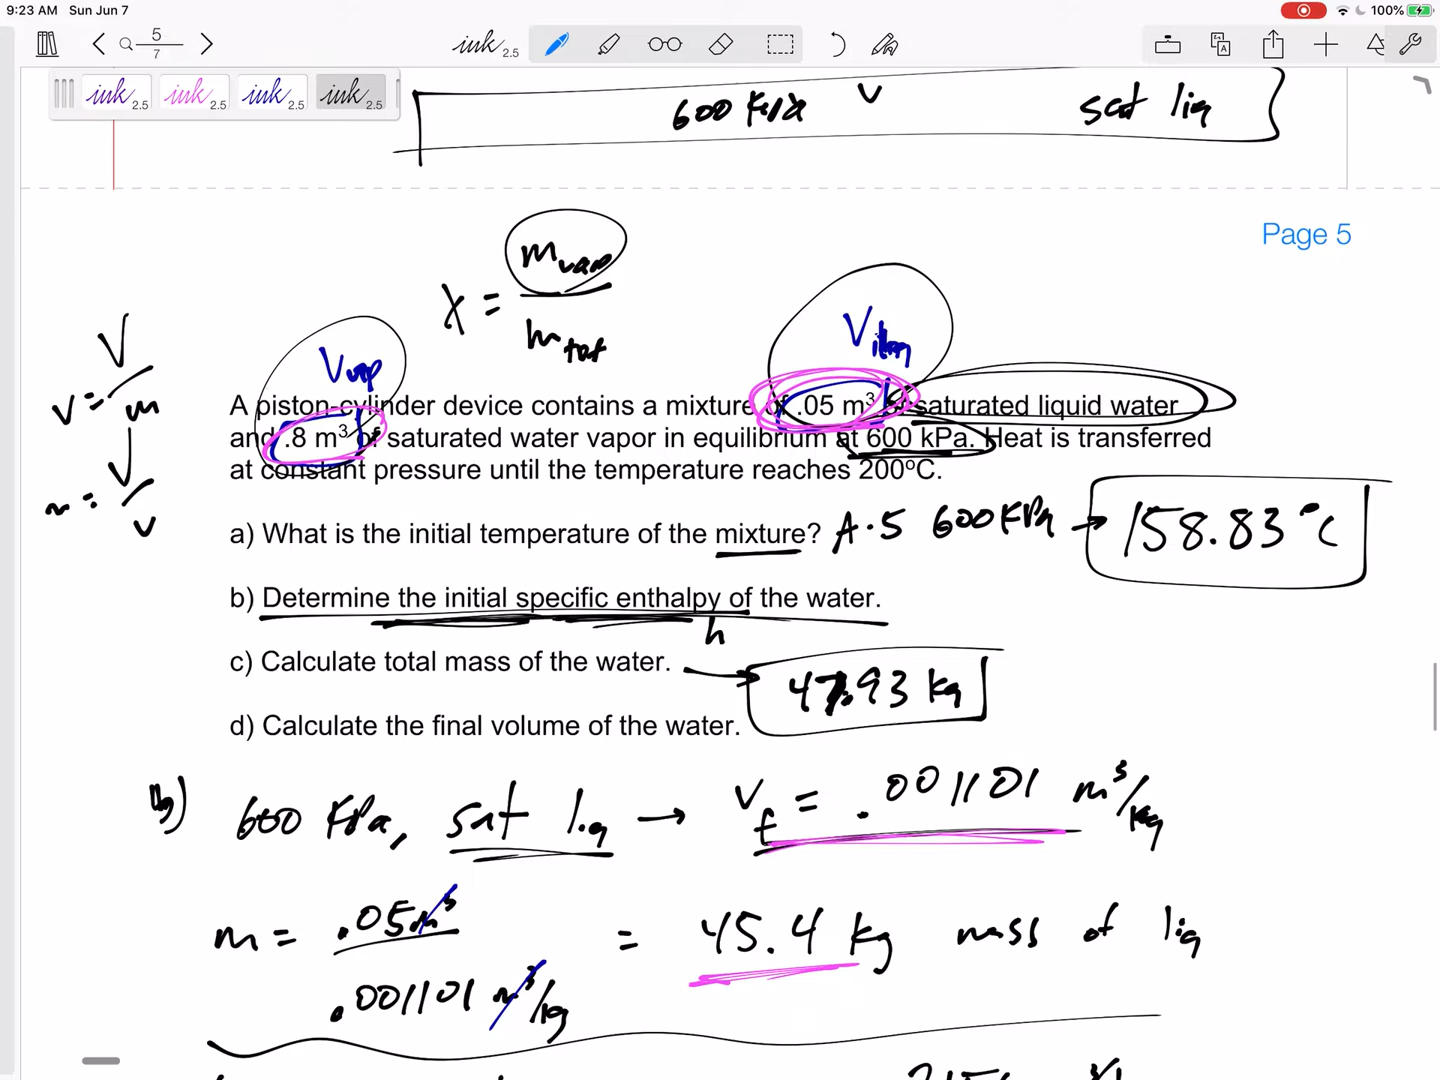 9:23 AM Sun Jun 7
100%
5
7
ink 2.5
ink 2.5 ink 2.5 ink 2.5 ink 2.5
600 KPa v sat liq
Page 5
x = m vap / m tot
v = V / m
m = V / v
V vap
V
A piston-cylinder device contains a mixture of .05 m³ of saturated liquid water
and .8 m³ of saturated water vapor in equilibrium at 600 kPa. Heat is transferred
at constant pressure until the temperature reaches 200°C.
a) What is the initial temperature of the mixture? A.5 600 KPa → 158.83 °C
b) Determine the initial specific enthalpy of the water.
h
c) Calculate total mass of the water. → 47.93 kg
d) Calculate the final volume of the water.
b) 600 KPa, sat liq → v f = .001101 m³/kg
m = .05 m³ / .001101 m³/kg = 45.4 kg mass of liq